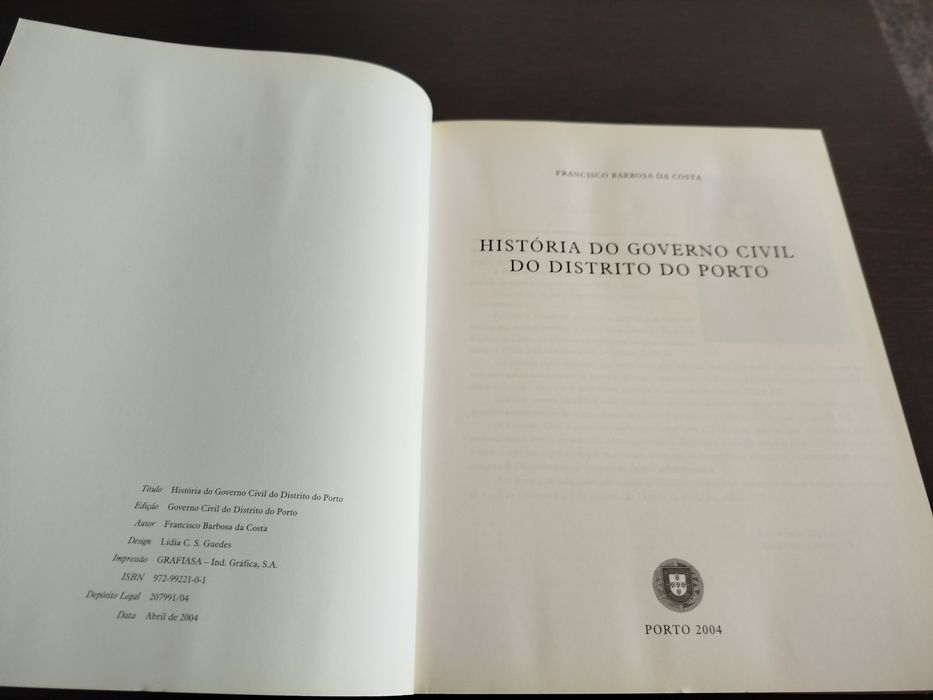 Título História do Governo Civil do Distrito do Porto
Edição Governo Civil do Distrito do Porto
Autor Francisco Barbosa da Costa
Design Lídia C. S. Guedes
Impressão GRAFIASA – Ind. Gráfica, S.A.
ISBN 972-99221-0-1
Depósito Legal 207991/04
Data Abril de 2004
FRANCISCO BARBOSA DA COSTA
HISTÓRIA DO GOVERNO CIVIL
DO DISTRITO DO PORTO
PORTO 2004